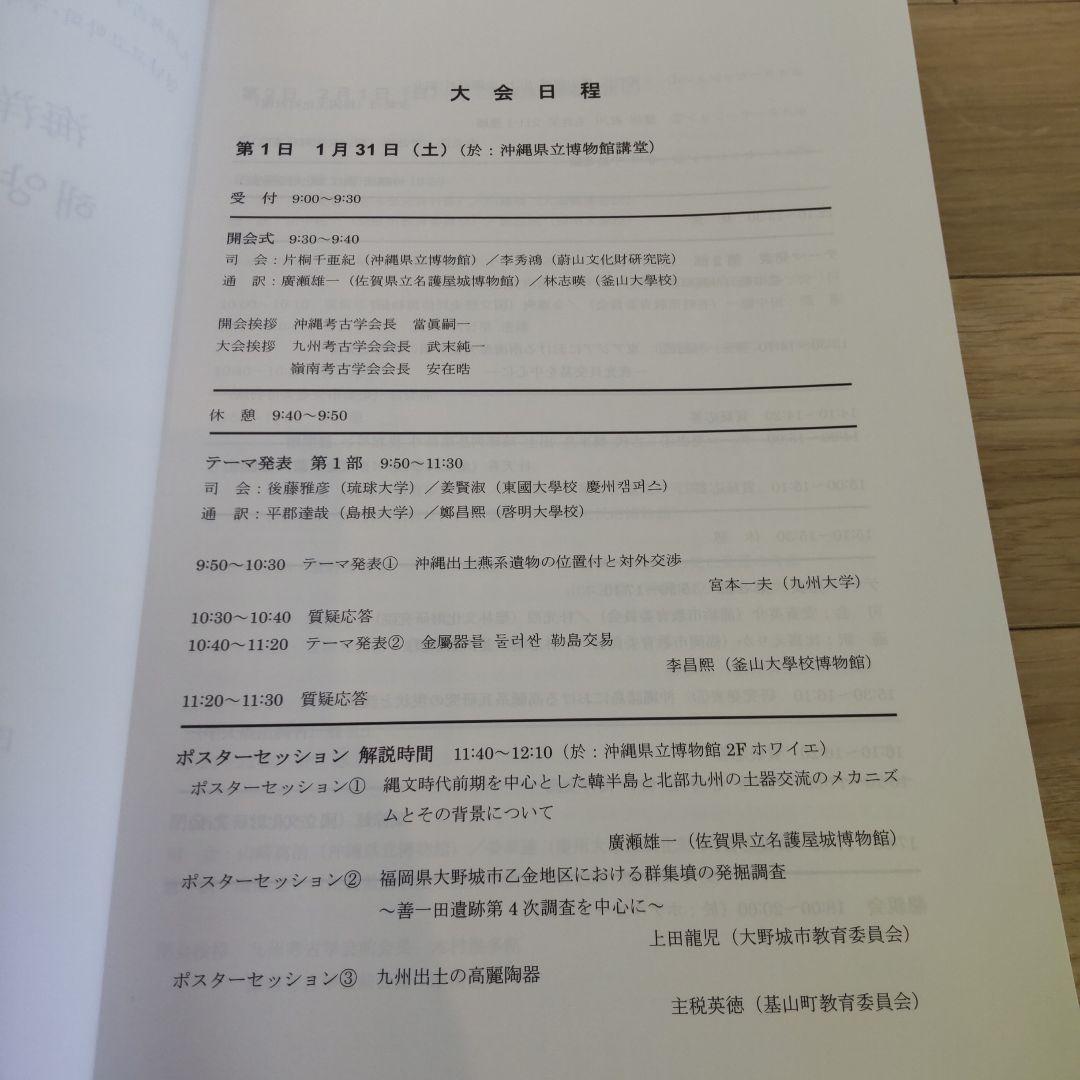 海洋
해양
大会日程
第1日　1月31日（土）（於：沖縄県立博物館講堂）
受　付　9:00～9:30
開会式　9:30～9:40
司　会：片桐千亜紀（沖縄県立博物館）／李秀鴻（蔚山文化財研究院）
通　訳：廣瀬雄一（佐賀県立名護屋城博物館）／林志暎（釜山大學校）
開会挨拶　沖縄考古学会長　當眞嗣一
大会挨拶　九州考古学会会長　武末純一
嶺南考古学会会長　安在晧
休　憩　9:40～9:50
テーマ発表　第1部　9:50～11:30
司　会：後藤雅彦（琉球大学）／姜賢淑（東國大學校 慶州캠퍼스）
通　訳：平郡達哉（島根大学）／鄭昌熙（啓明大學校）
9:50～10:30　テーマ発表①　沖縄出土燕系遺物の位置付と対外交渉
宮本一夫（九州大学）
10:30～10:40　質疑応答
10:40～11:20　テーマ発表②　金屬器를 둘러싼 勒島交易
李昌熙（釜山大學校博物館）
11:20～11:30　質疑応答
ポスターセッション 解説時間　11:40～12:10（於：沖縄県立博物館 2F ホワイエ）
ポスターセッション①　縄文時代前期を中心とした韓半島と北部九州の土器交流のメカニズ
ムとその背景について
廣瀬雄一（佐賀県立名護屋城博物館）
ポスターセッション②　福岡県大野城市乙金地区における群集墳の発掘調査
～善一田遺跡第4次調査を中心に～
上田龍児（大野城市教育委員会）
ポスターセッション③　九州出土の高麗陶器
主税英徳（基山町教育委員会）